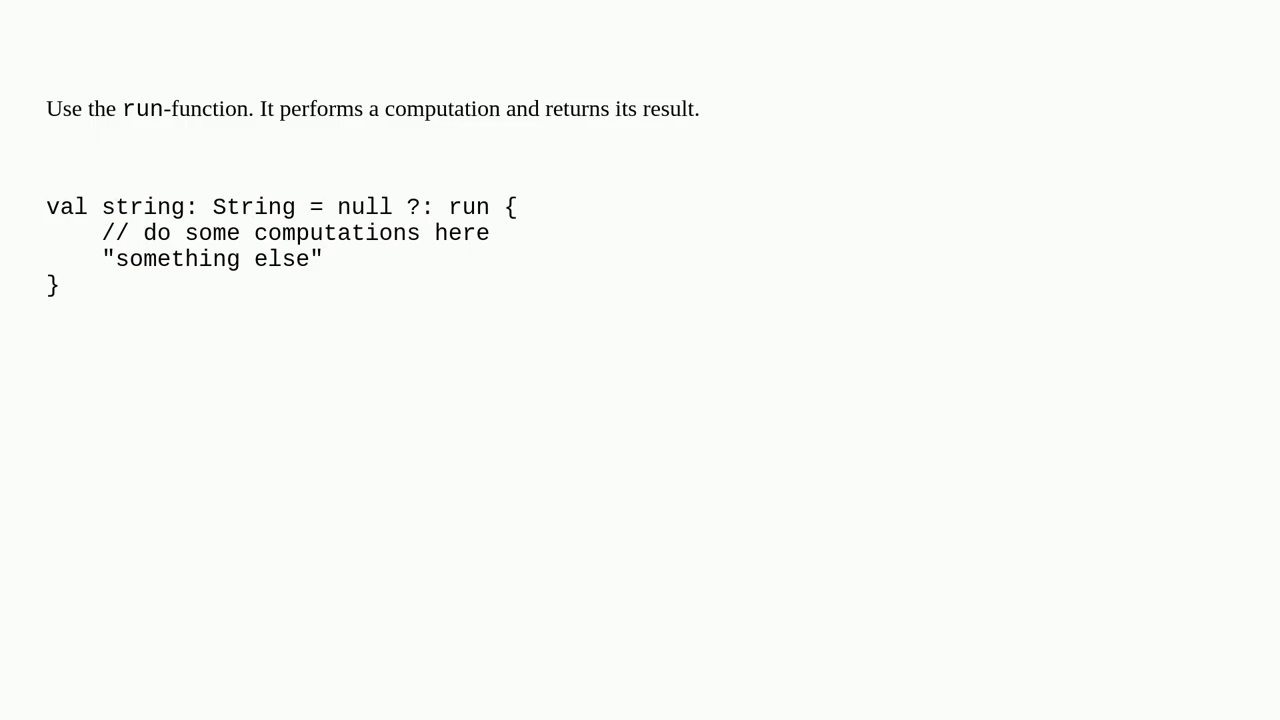 Use the run-function. It performs a computation and returns its result.
val string: String = null ?: run {
    // do some computations here
    "something else"
}